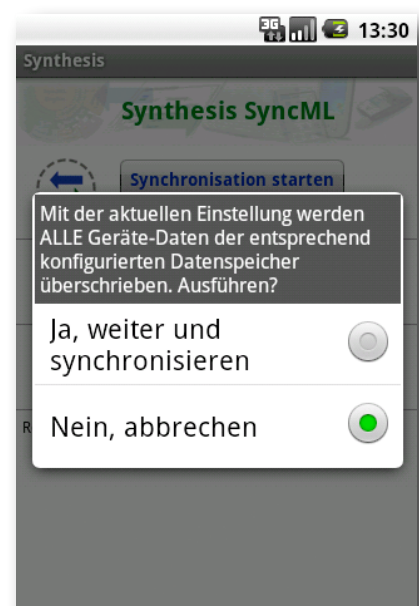 3G 13:30
Synthesis
Synthesis SyncML
Synchronisation starten
Mit der aktuellen Einstellung werden
ALLE Geräte-Daten der entsprechend
konfigurierten Datenspeicher
überschrieben. Ausführen?
Ja, weiter und
synchronisieren
Nein, abbrechen
R